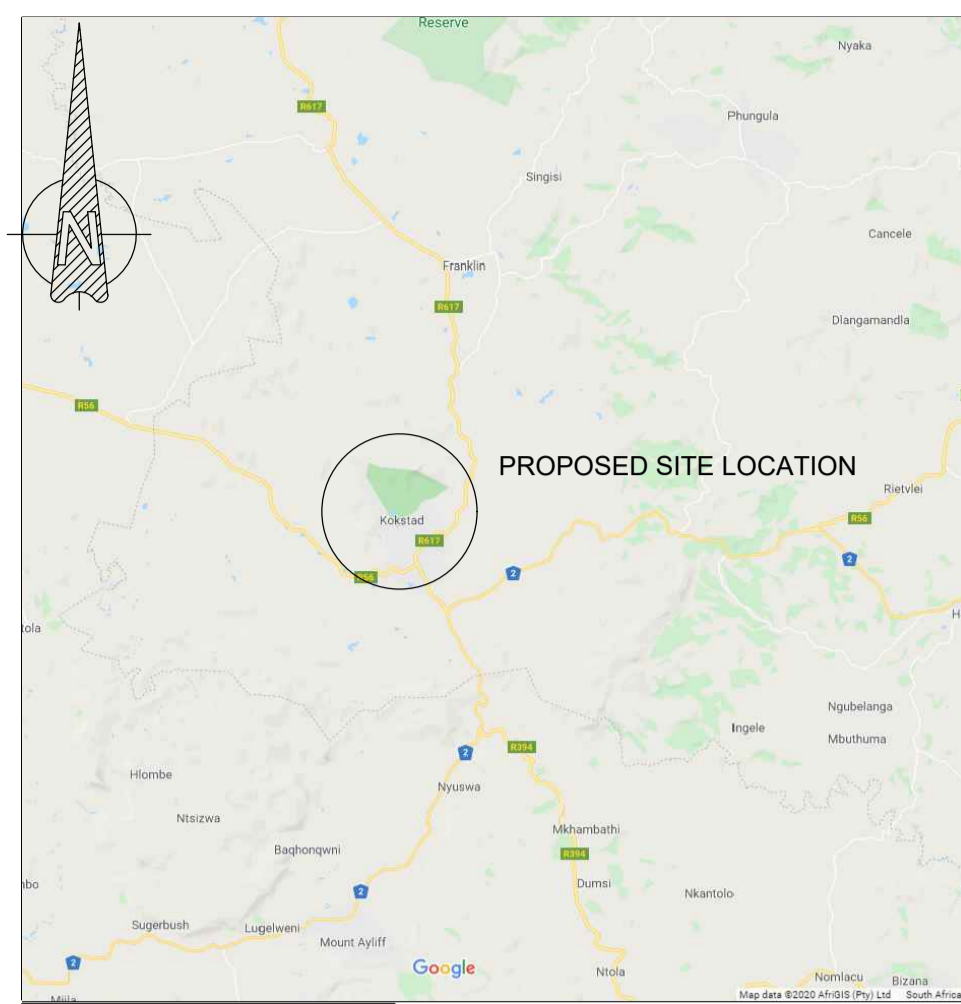 Reserve
Nyaka
R617
Phungula
Singisi
N
Cancele
Franklin
R617
Dlangamandla
R56
PROPOSED SITE LOCATION
Rietvlei
Kokstad
R56
R617
2
2
R56
H
tola
Ngubelanga
Ingele
Mbuthuma
R394
2
Hlombe
Nyuswa
Ntsizwa
Mkhambathi
Baqhonqwni
R394
Dumsi
nbo
2
Nkantolo
Sugerbush
Lugelweni
Mount Ayliff
2
Google
Ntola
Nomlacu
Bizana
Map data ©2020 AfriGIS (Pty) Ltd South Africa